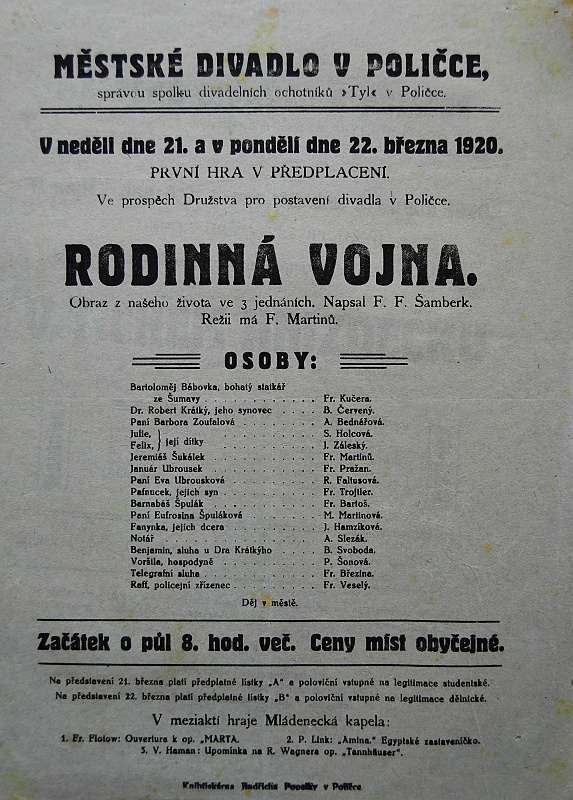 MĚSTSKÉ DIVADLO V POLIČCE,
správou spolku divadelních ochotníků »Tyl« v Poličce.
V neděli dne 21. a v pondělí dne 22. března 1920.
PRVNÍ HRA V PŘEDPLACENÍ.
Ve prospěch Družstva pro postavení divadla v Poličce.
RODINNÁ VOJNA.
Obraz z našeho života ve 3 jednáních. Napsal F. F. Šamberk.
Režii má F. Martinů.
OSOBY:
Bartoloměj Bábovka, bohatý statkář
ze Šumavy . . . . . . . . . . . . Fr. Kučera.
Dr. Robert Krátký, jeho synovec . . . . B. Červený.
Paní Barbora Zoufalová . . . . . . . . A. Bednářová.
Julie, } její dítky . . . . . . . . . . S. Holcová.
Felix, . . . . . . . . . . J. Záleský.
Jeremiáš Šukálek . . . . . . . . . . Fr. Martinů.
Január Ubrousek . . . . . . . . . . Fr. Pražan.
Paní Eva Ubrousková . . . . . . . . . R. Faltusová.
Pafnucek, jejich syn . . . . . . . . . Fr. Trojtler.
Barnabáš Špulák . . . . . . . . . . Fr. Bartoš.
Paní Eufrosina Špuláková . . . . . . . M. Martinová.
Fanynka, jejich dcera . . . . . . . . . J. Hamzíková.
Notář . . . . . . . . . . . . . . A. Slezák.
Benjamin, sluha u Dra Krátkýho . . . . . B. Svoboda.
Voršila, hospodyně . . . . . . . . . . P. Šonová.
Telegrafní sluha . . . . . . . . . . . Fr. Březina.
Raff, policejní zřízenec . . . . . . . . Fr. Veselý.
Děj v městě.
Začátek o půl 8. hod. več. Ceny míst obyčejné.
Na představení 21. března platí předplatné lístky „A" a poloviční vstupné na legitimace studentské.
Na představení 22. března platí předplatné lístky „B" a poloviční vstupné na legitimace dělnické.
V meziaktí hraje Mládenecká kapela:
1. Fr. Flotow: Ouvertura k op. „MARTA. 2. P. Link: „Amina." Egyptské zastaveníčko.
3. V. Haman: Upomínka na R. Wagnera op. „Tannhäuser".
Knihtiskárna Jindřicha Popelky v Poličce